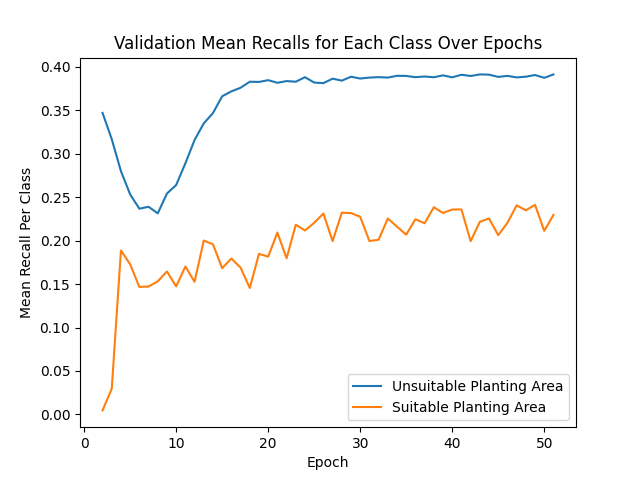 Validation Mean Recalls for Each Class Over Epochs
Mean Recall Per Class
0.40
0.35
0.30
0.25
0.20
0.15
0.10
0.05
0.00
Unsuitable Planting Area
Suitable Planting Area
0 10 20 30 40 50
Epoch